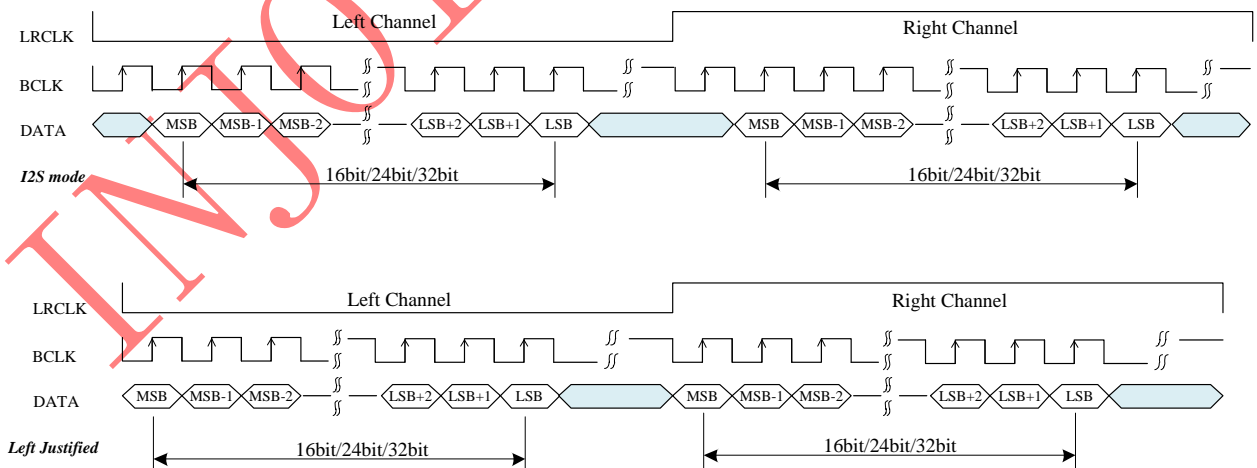 Left Channel Right Channel
LRCLK
BCLK
DATA MSB MSB-1 MSB-2 LSB+2 LSB+1 LSB MSB MSB-1 MSB-2 LSB+2 LSB+1 LSB
I2S mode 16bit/24bit/32bit 16bit/24bit/32bit
Left Channel Right Channel
LRCLK
BCLK
DATA MSB MSB-1 MSB-2 LSB+2 LSB+1 LSB MSB MSB-1 MSB-2 LSB+2 LSB+1 LSB
Left Justified 16bit/24bit/32bit 16bit/24bit/32bit